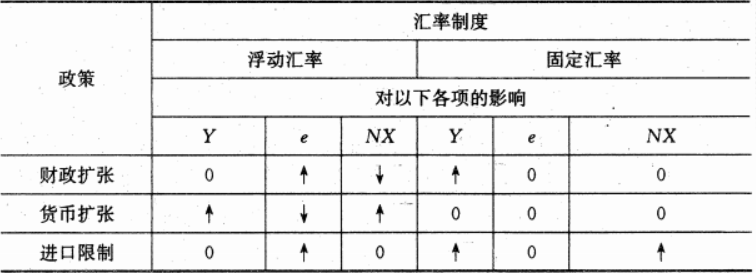 汇率制度
政策
浮动汇率 固定汇率
对以下各项的影响
Y e NX Y e NX
财政扩张 0 ↑ ↓ ↑ 0 0
货币扩张 ↑ ↓ ↑ 0 0 0
进口限制 0 ↑ 0 ↑ 0 ↑